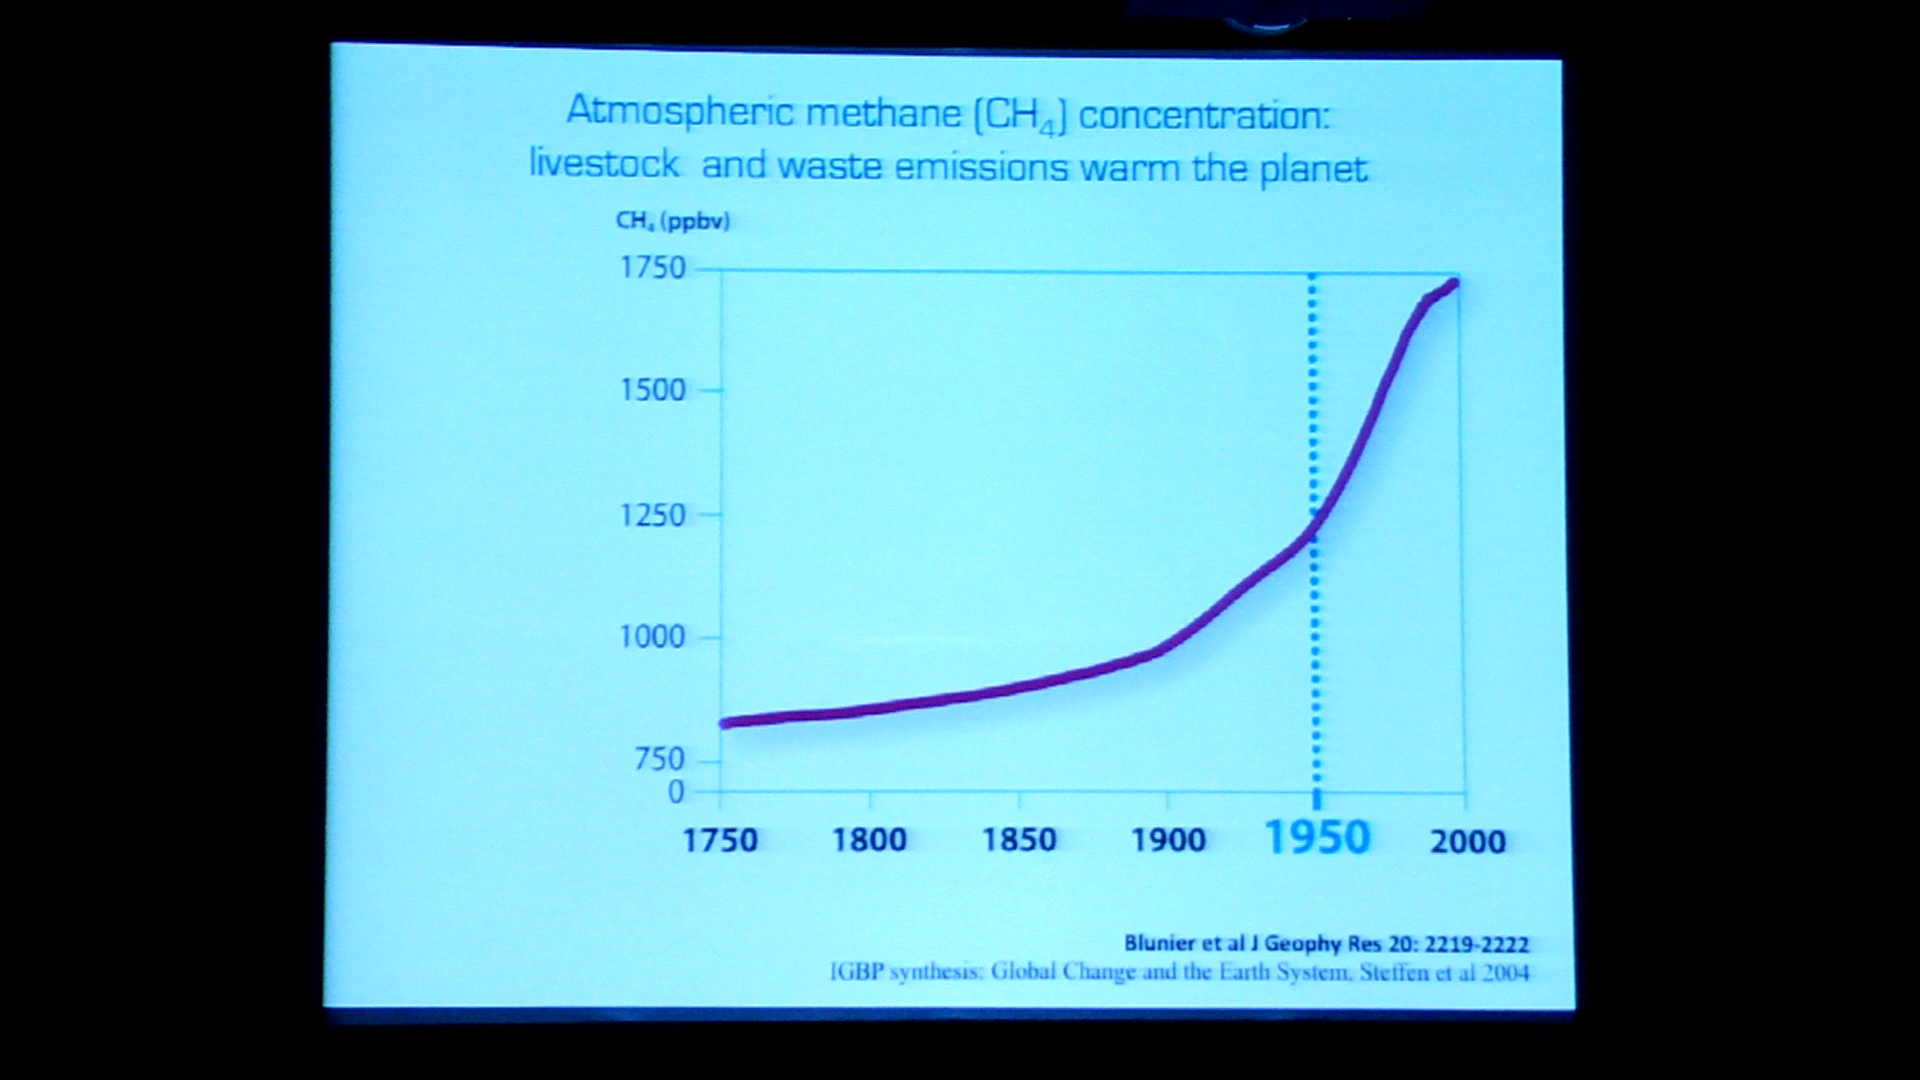 Atmospheric methane (CH₄) concentration:
livestock and waste emissions warm the planet
CH₄ (ppbv)
1750
1500
1250
1000
750
0
1750 1800 1850 1900 1950 2000
Blunier et al J Geophy Res 20: 2219-2222
IGBP synthesis: Global Change and the Earth System, Steffen et al 2004